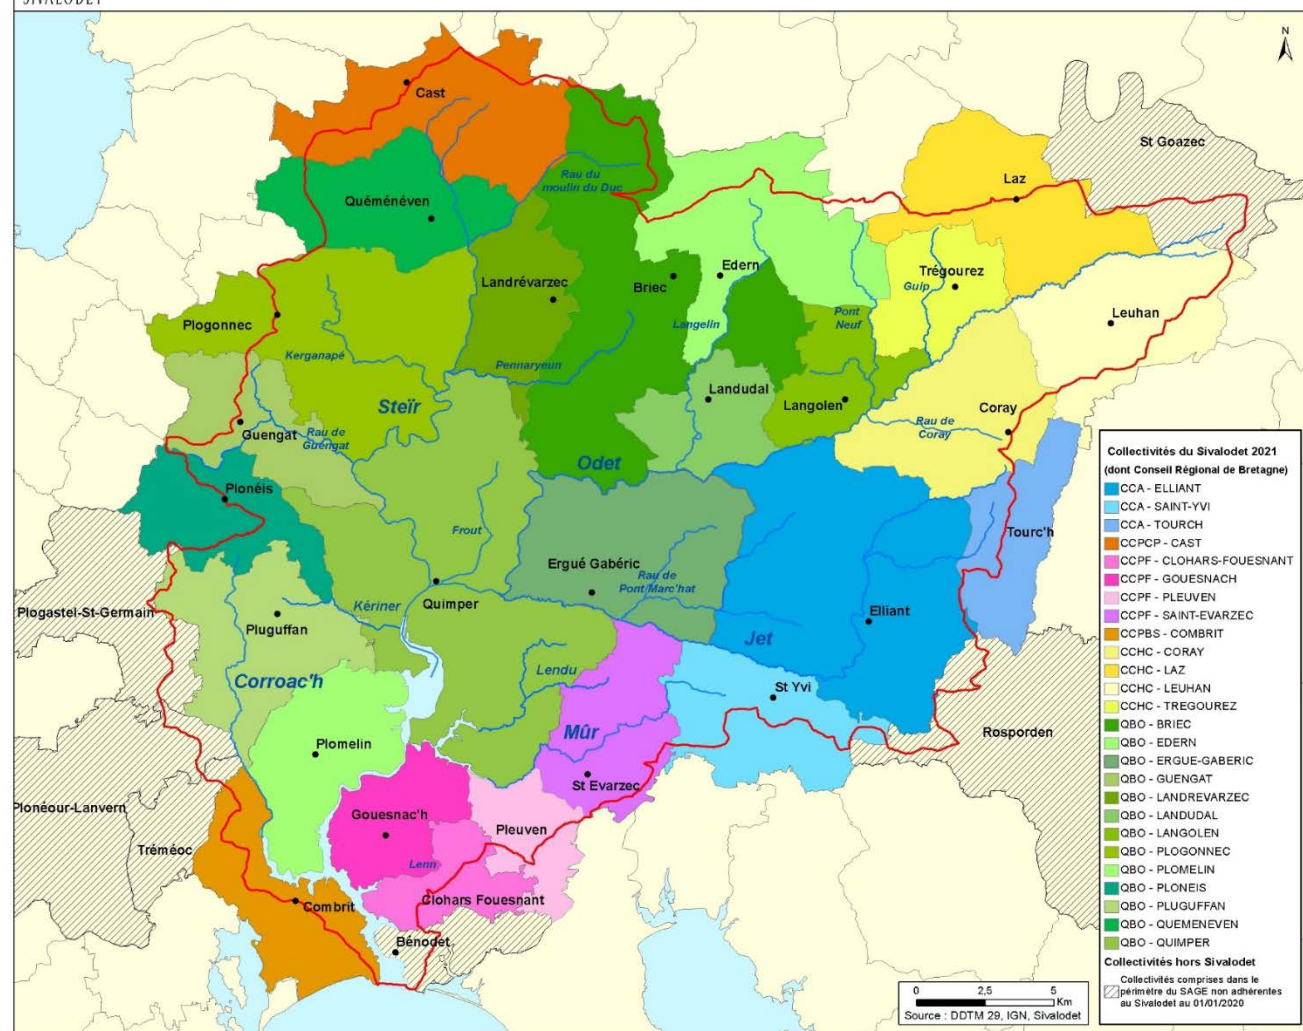 SIVALODET
N
Cast
St Goazec
Rau du
moulin du Duc
Laz
Quéménéven
Edern
Trégourez
Guip
Landrévarzec
Briec
Leuhan
Plogonnec
Langelin
Pont
Neuf
Kerganapé
Pennaryeun
Landudal
Langolen
Steïr
Coray
Guengat
Rau de
Guengat
Rau de
Coray
Odet
Plonéis
Frout
Tourc'h
Ergué Gabéric
Rau de
Pont Marc'hat
Plogastel-St-Germain
Kériner
Quimper
Elliant
Pluguffan
Jet
Corroac'h
Lendu
St Yvi
Mûr
Rosporden
Plomelin
St Evarzec
Plonéour-Lanvern
Gouesnac'h
Pleuven
Tréméoc
Lenn
Clohars Fouesnant
Combrit
Bénodet
Collectivités du Sivalodet 2021
(dont Conseil Régional de Bretagne)
CCA - ELLIANT
CCA - SAINT-YVI
CCA - TOURCH
CCPCP - CAST
CCPF - CLOHARS-FOUESNANT
CCPF - GOUESNACH
CCPF - PLEUVEN
CCPF - SAINT-EVARZEC
CCPBS - COMBRIT
CCHC - CORAY
CCHC - LAZ
CCHC - LEUHAN
CCHC - TREGOUREZ
QBO - BRIEC
QBO - EDERN
QBO - ERGUE-GABERIC
QBO - GUENGAT
QBO - LANDREVARZEC
QBO - LANDUDAL
QBO - LANGOLEN
QBO - PLOGONNEC
QBO - PLOMELIN
QBO - PLONEIS
QBO - PLUGUFFAN
QBO - QUEMENEVEN
QBO - QUIMPER
Collectivités hors Sivalodet
Collectivités comprises dans le
périmètre du SAGE non adhérentes
au Sivalodet au 01/01/2020
0 2,5 5
Km
Source : DDTM 29, IGN, Sivalodet